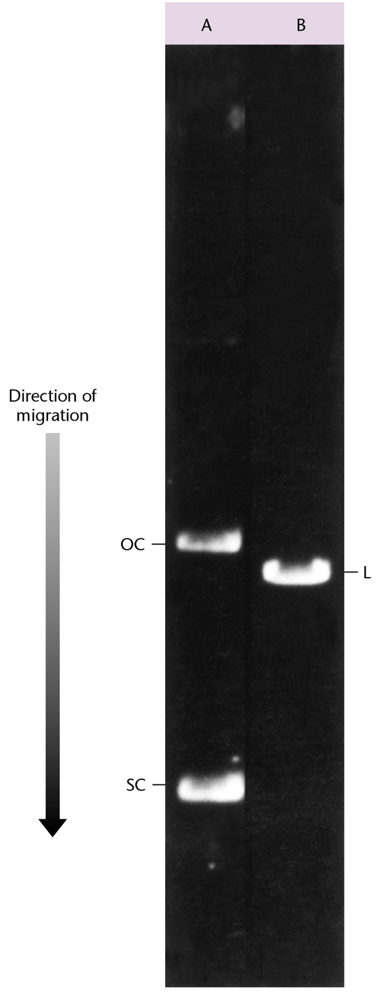 A B
Direction of
migration
OC
L
SC